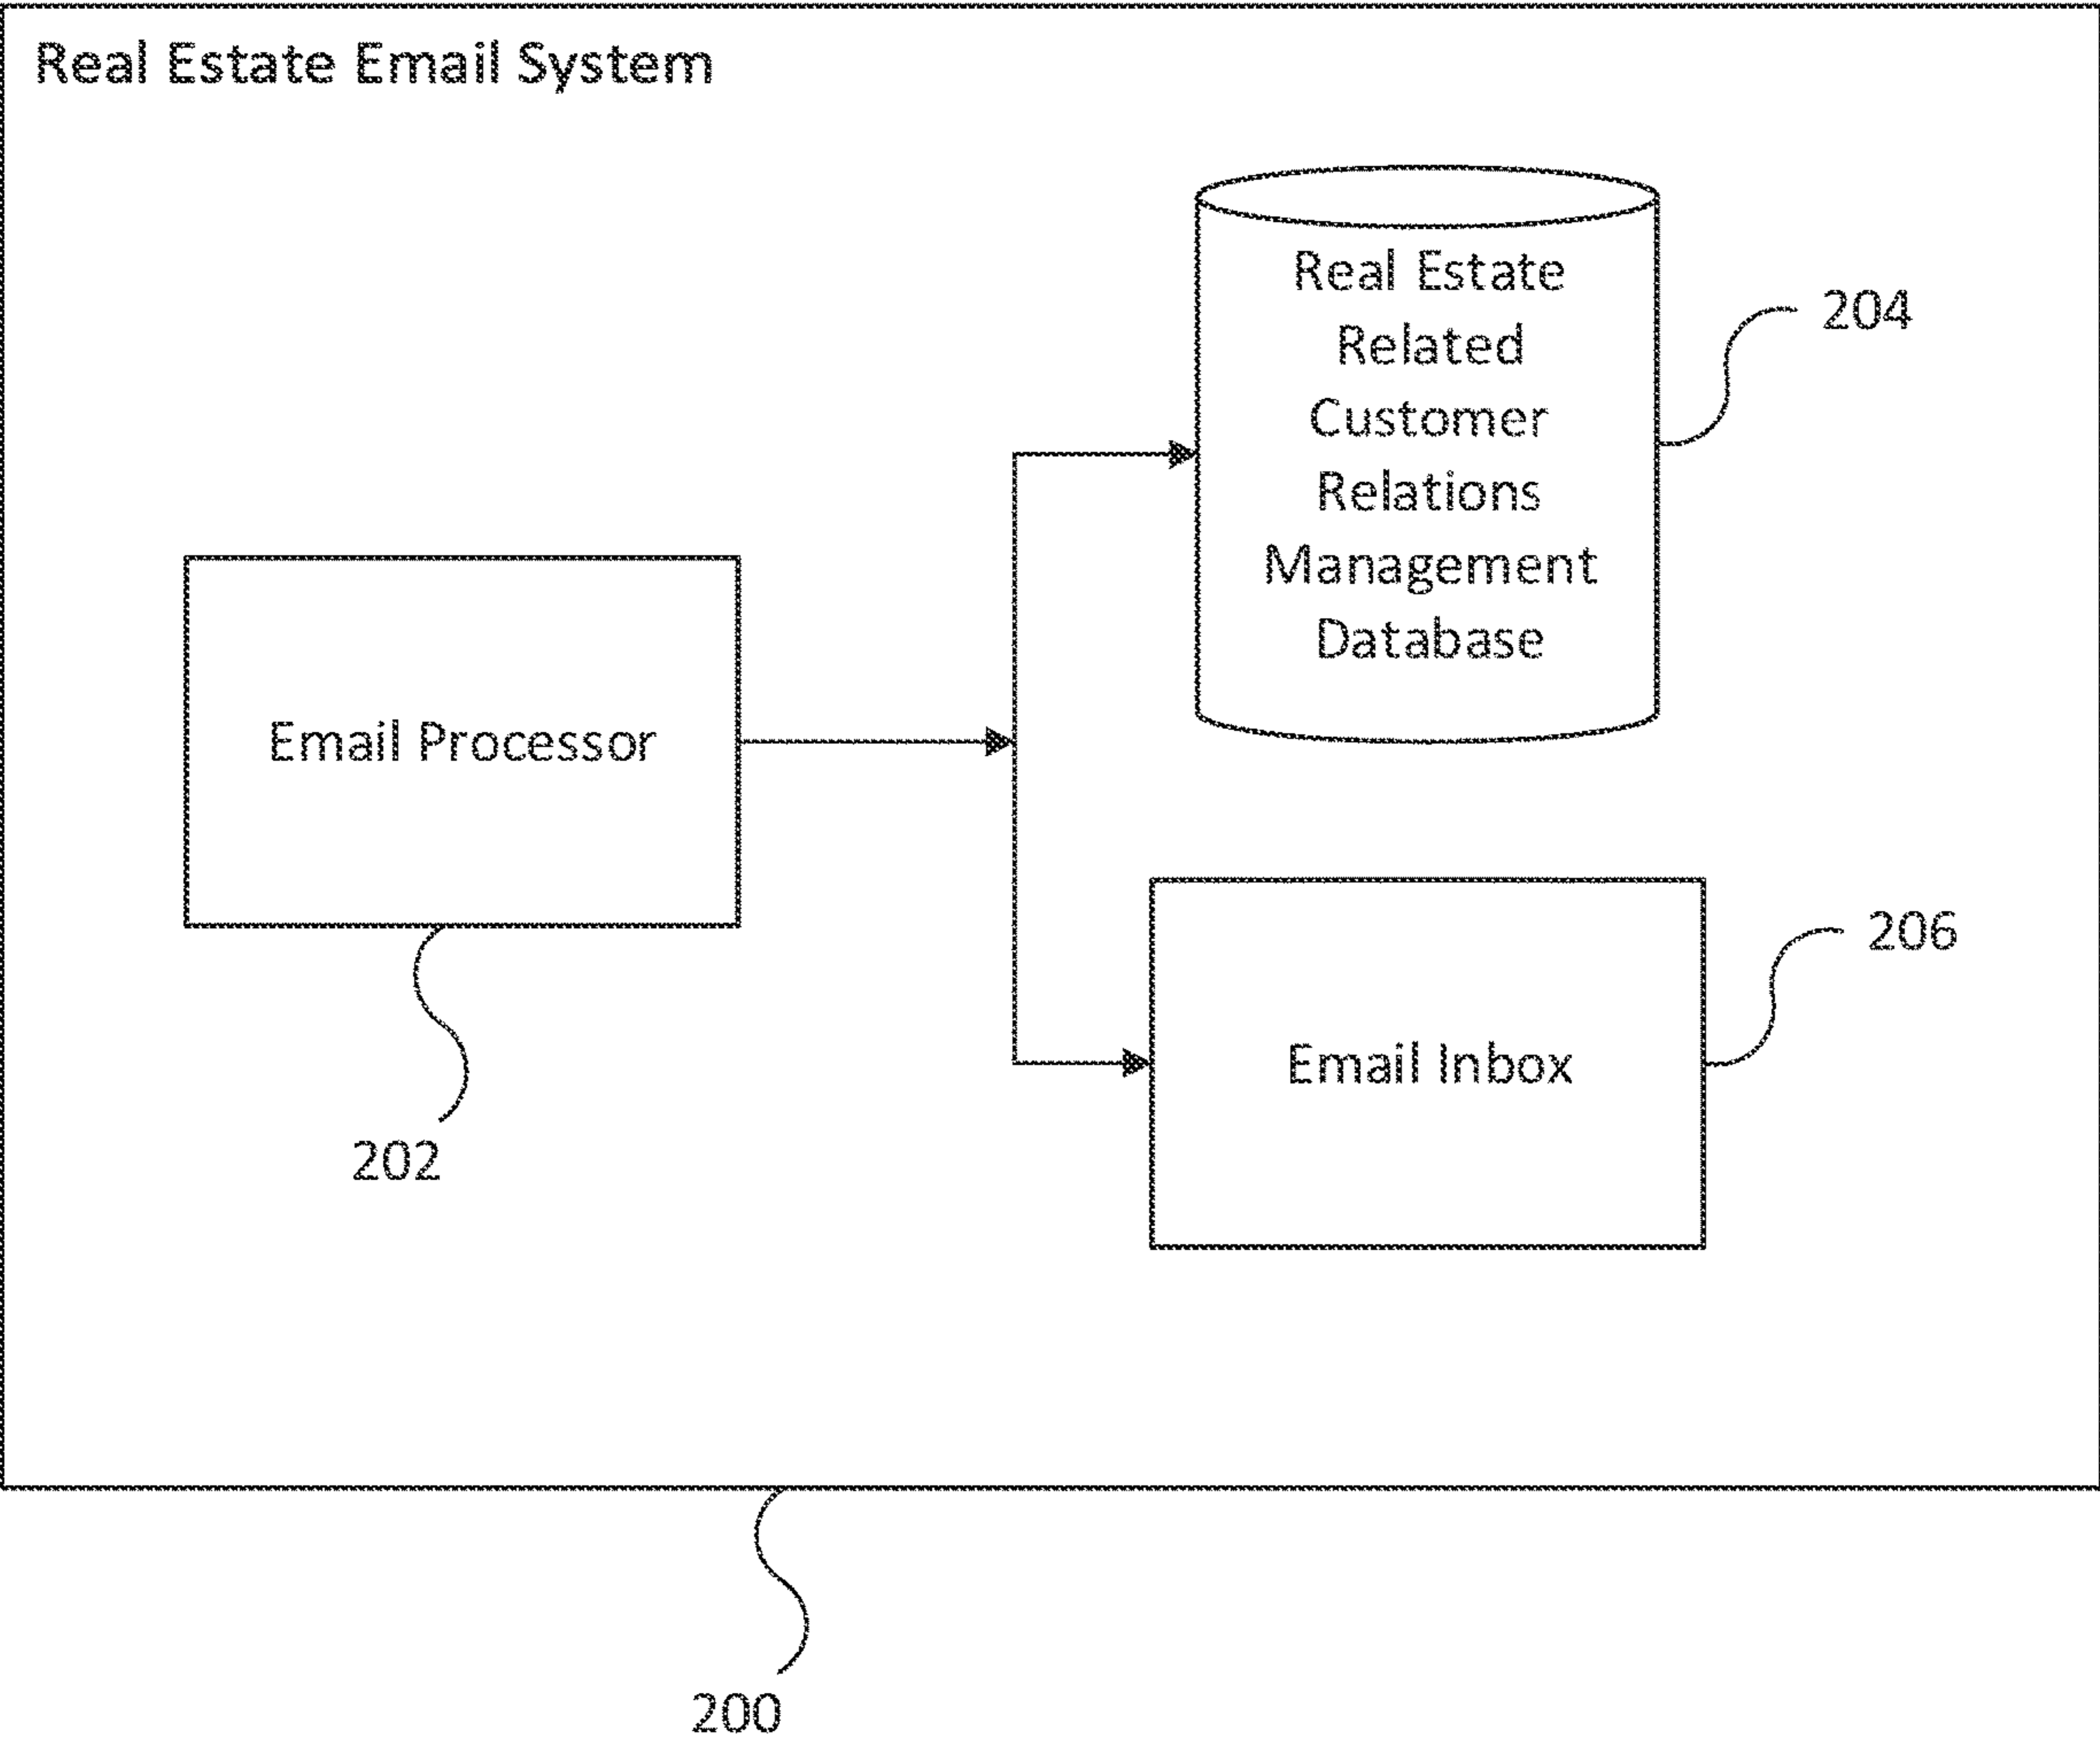 Real Estate Email System
Real Estate
Related
Customer
Relations
Management
Database
204
Email Processor
202
Email Inbox
206
200